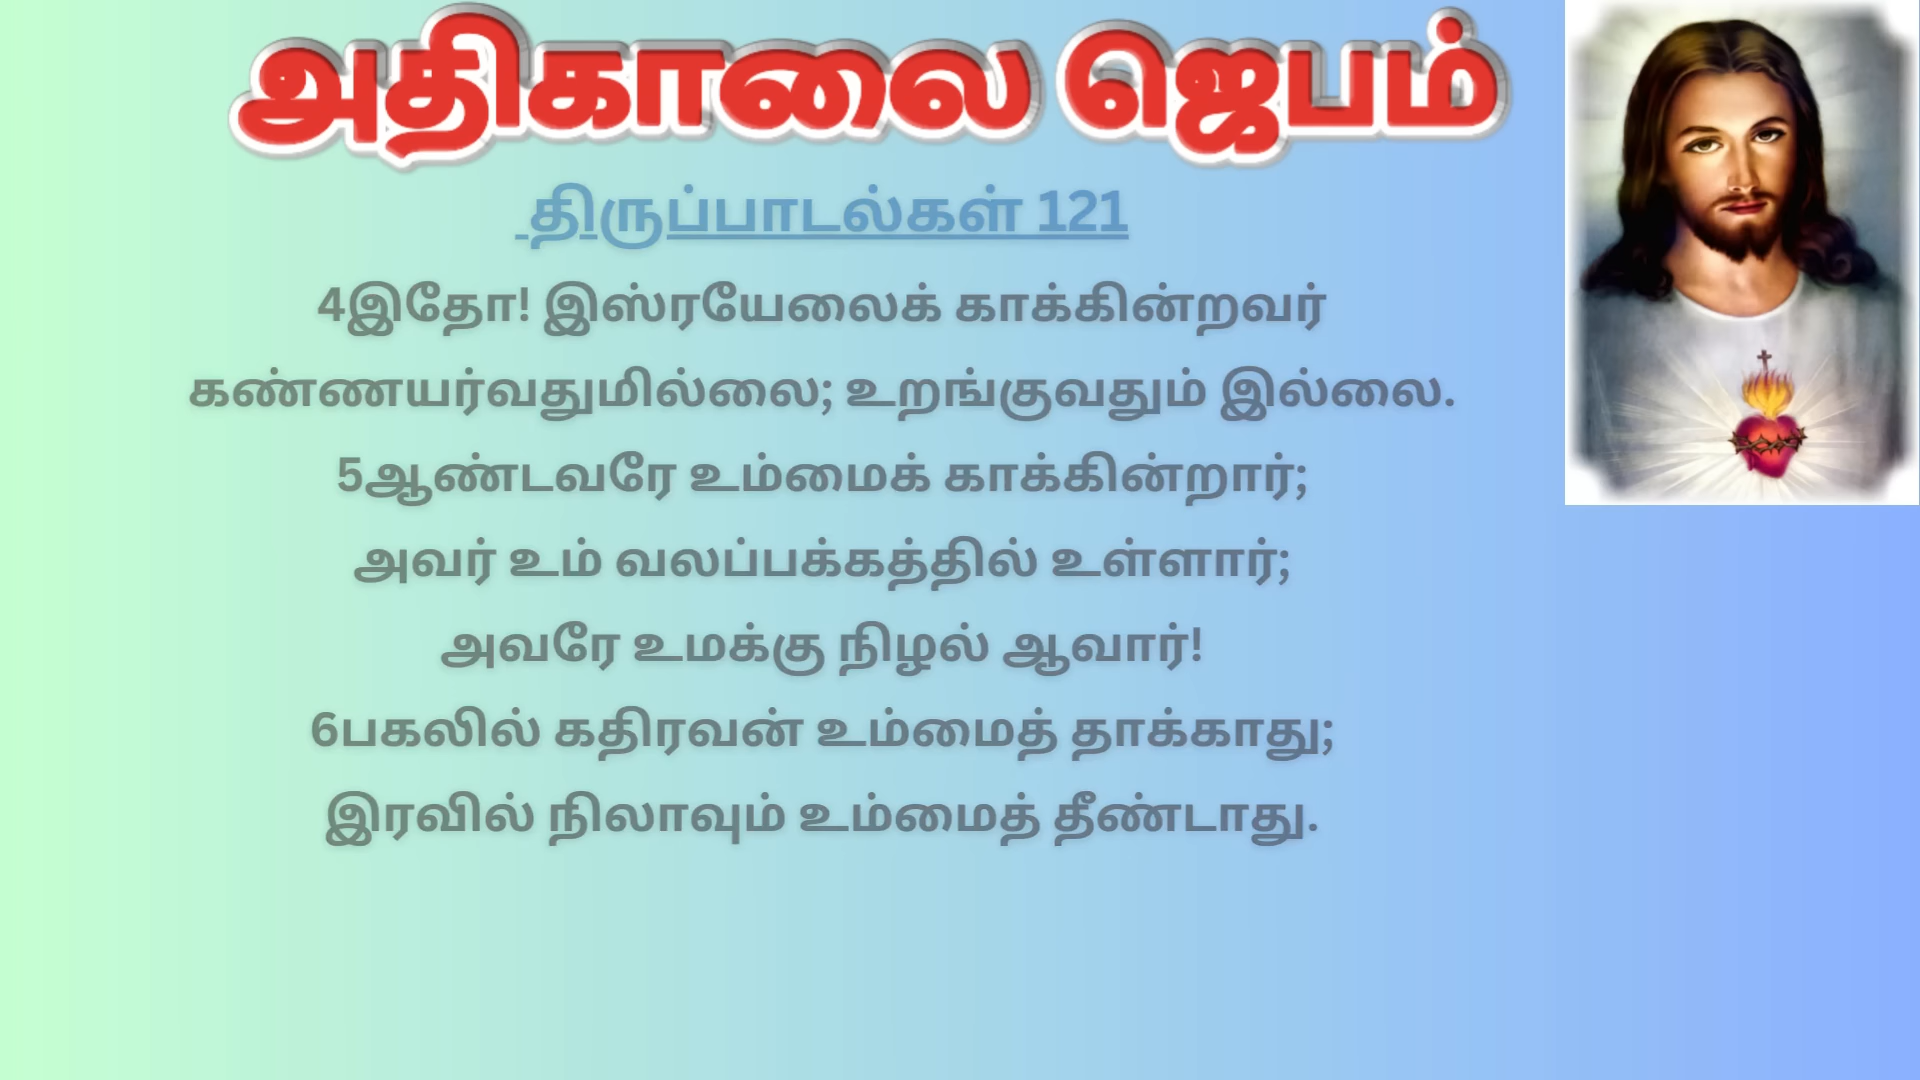 அதிகாலை ஜெபம்
திருப்பாடல்கள் 121
4இதோ! இஸ்ரயேலைக் காக்கின்றவர்
கண்ணயர்வதுமில்லை; உறங்குவதும் இல்லை.
5ஆண்டவரே உம்மைக் காக்கின்றார்;
அவர் உம் வலப்பக்கத்தில் உள்ளார்;
அவரே உமக்கு நிழல் ஆவார்!
6பகலில் கதிரவன் உம்மைத் தாக்காது;
இரவில் நிலாவும் உம்மைத் தீண்டாது.